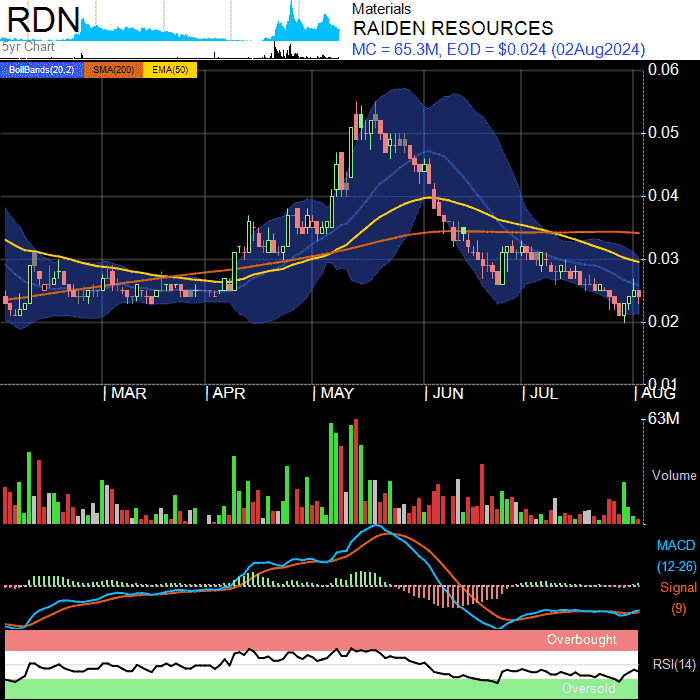 RDN
5yr Chart
Materials
RAIDEN RESOURCES
MC = 65.3M, EOD = $0.024 (02Aug2024)
BollBands(20,2) SMA(200) EMA(50)
0.06
0.05
0.04
0.03
0.02
0.01
MAR APR MAY JUN JUL AUG
63M
Volume
MACD
(12-26)
Signal
(9)
Overbought
RSI(14)
Oversold